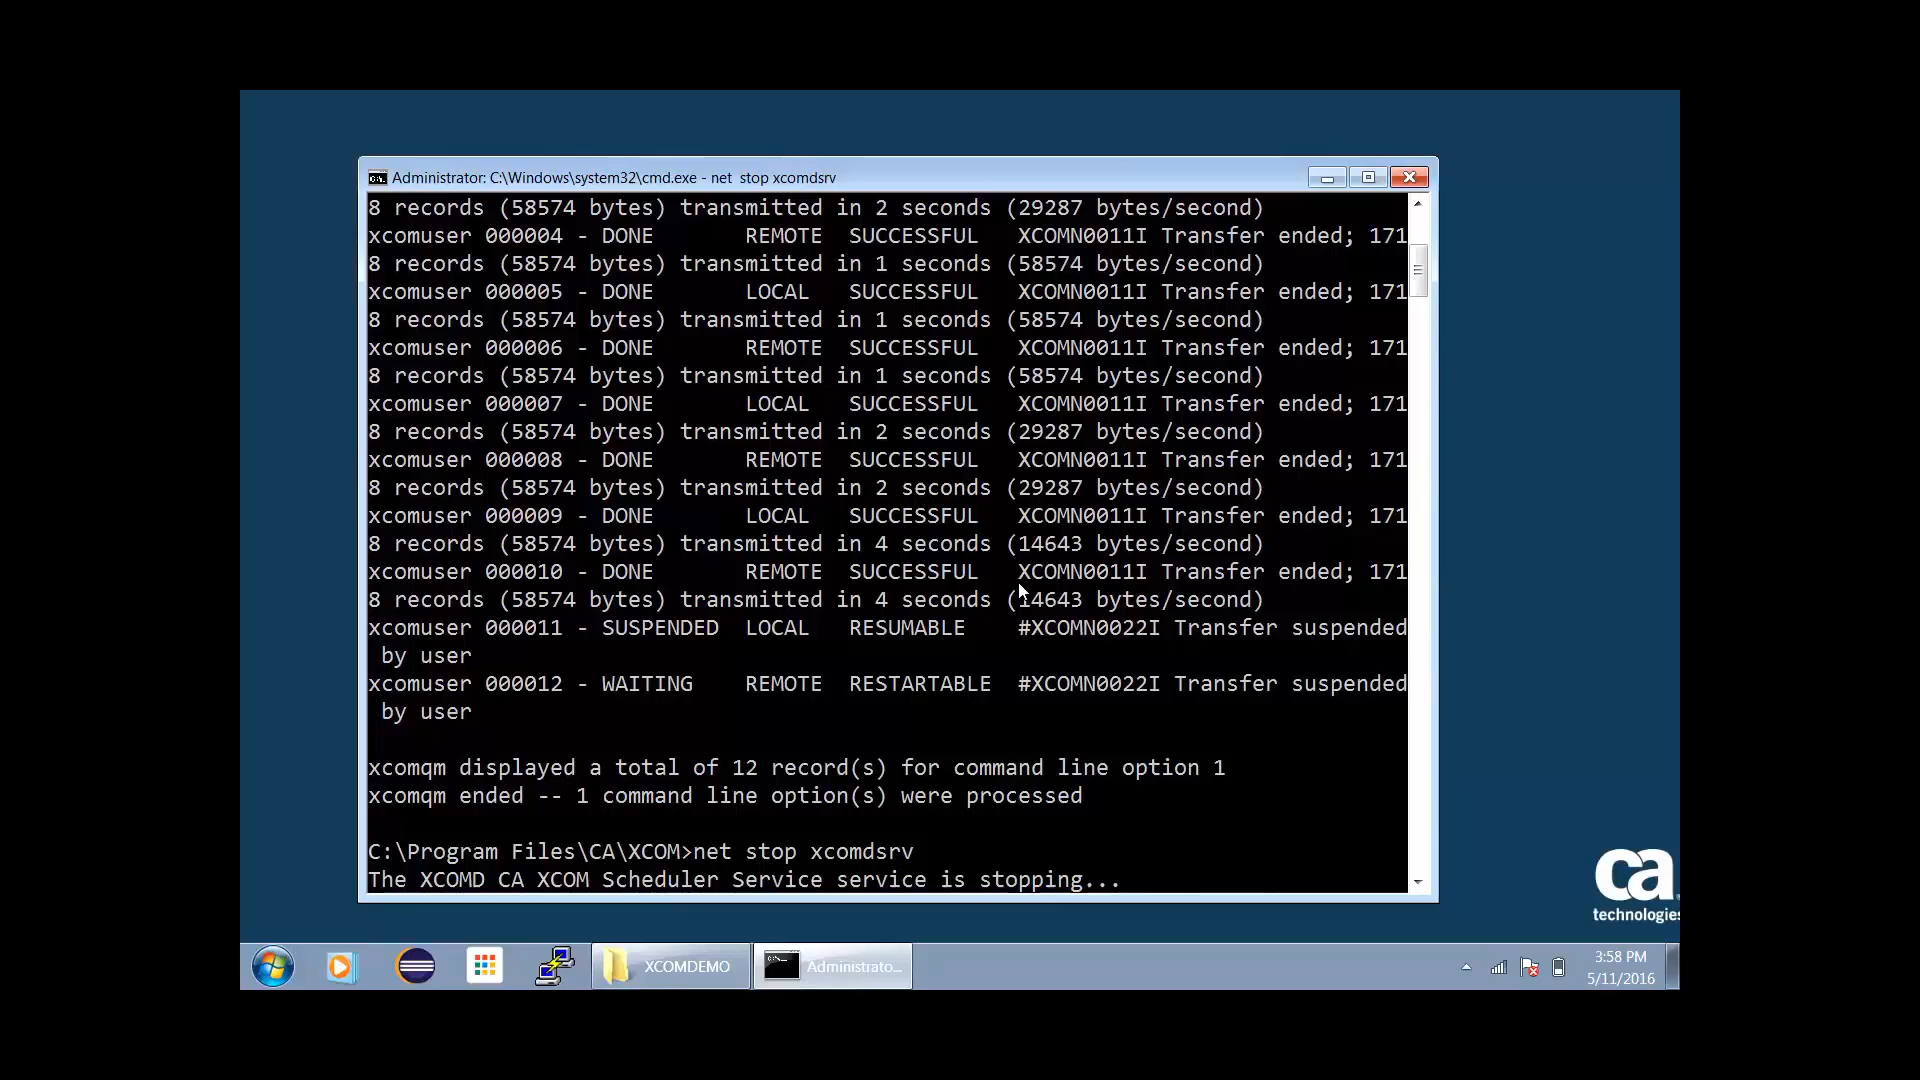 Administrator: C:\Windows\system32\cmd.exe - net  stop xcomdsrv
8 records (58574 bytes) transmitted in 2 seconds (29287 bytes/second)
xcomuser 000004 - DONE       REMOTE  SUCCESSFUL   XCOMN0011I Transfer ended; 171
8 records (58574 bytes) transmitted in 1 seconds (58574 bytes/second)
xcomuser 000005 - DONE       LOCAL   SUCCESSFUL   XCOMN0011I Transfer ended; 171
8 records (58574 bytes) transmitted in 1 seconds (58574 bytes/second)
xcomuser 000006 - DONE       REMOTE  SUCCESSFUL   XCOMN0011I Transfer ended; 171
8 records (58574 bytes) transmitted in 1 seconds (58574 bytes/second)
xcomuser 000007 - DONE       LOCAL   SUCCESSFUL   XCOMN0011I Transfer ended; 171
8 records (58574 bytes) transmitted in 2 seconds (29287 bytes/second)
xcomuser 000008 - DONE       REMOTE  SUCCESSFUL   XCOMN0011I Transfer ended; 171
8 records (58574 bytes) transmitted in 2 seconds (29287 bytes/second)
xcomuser 000009 - DONE       LOCAL   SUCCESSFUL   XCOMN0011I Transfer ended; 171
8 records (58574 bytes) transmitted in 4 seconds (14643 bytes/second)
xcomuser 000010 - DONE       REMOTE  SUCCESSFUL   XCOMN0011I Transfer ended; 171
8 records (58574 bytes) transmitted in 4 seconds (14643 bytes/second)
xcomuser 000011 - SUSPENDED  LOCAL   RESUMABLE    #XCOMN0022I Transfer suspended
 by user
xcomuser 000012 - WAITING    REMOTE  RESTARTABLE  #XCOMN0022I Transfer suspended
 by user
xcomqm displayed a total of 12 record(s) for command line option 1
xcomqm ended -- 1 command line option(s) were processed
C:\Program Files\CA\XCOM>net stop xcomdsrv
The XCOMD CA XCOM Scheduler Service service is stopping...
ca
technologies
XCOMDEMO
Administrato...
3:58 PM
5/11/2016